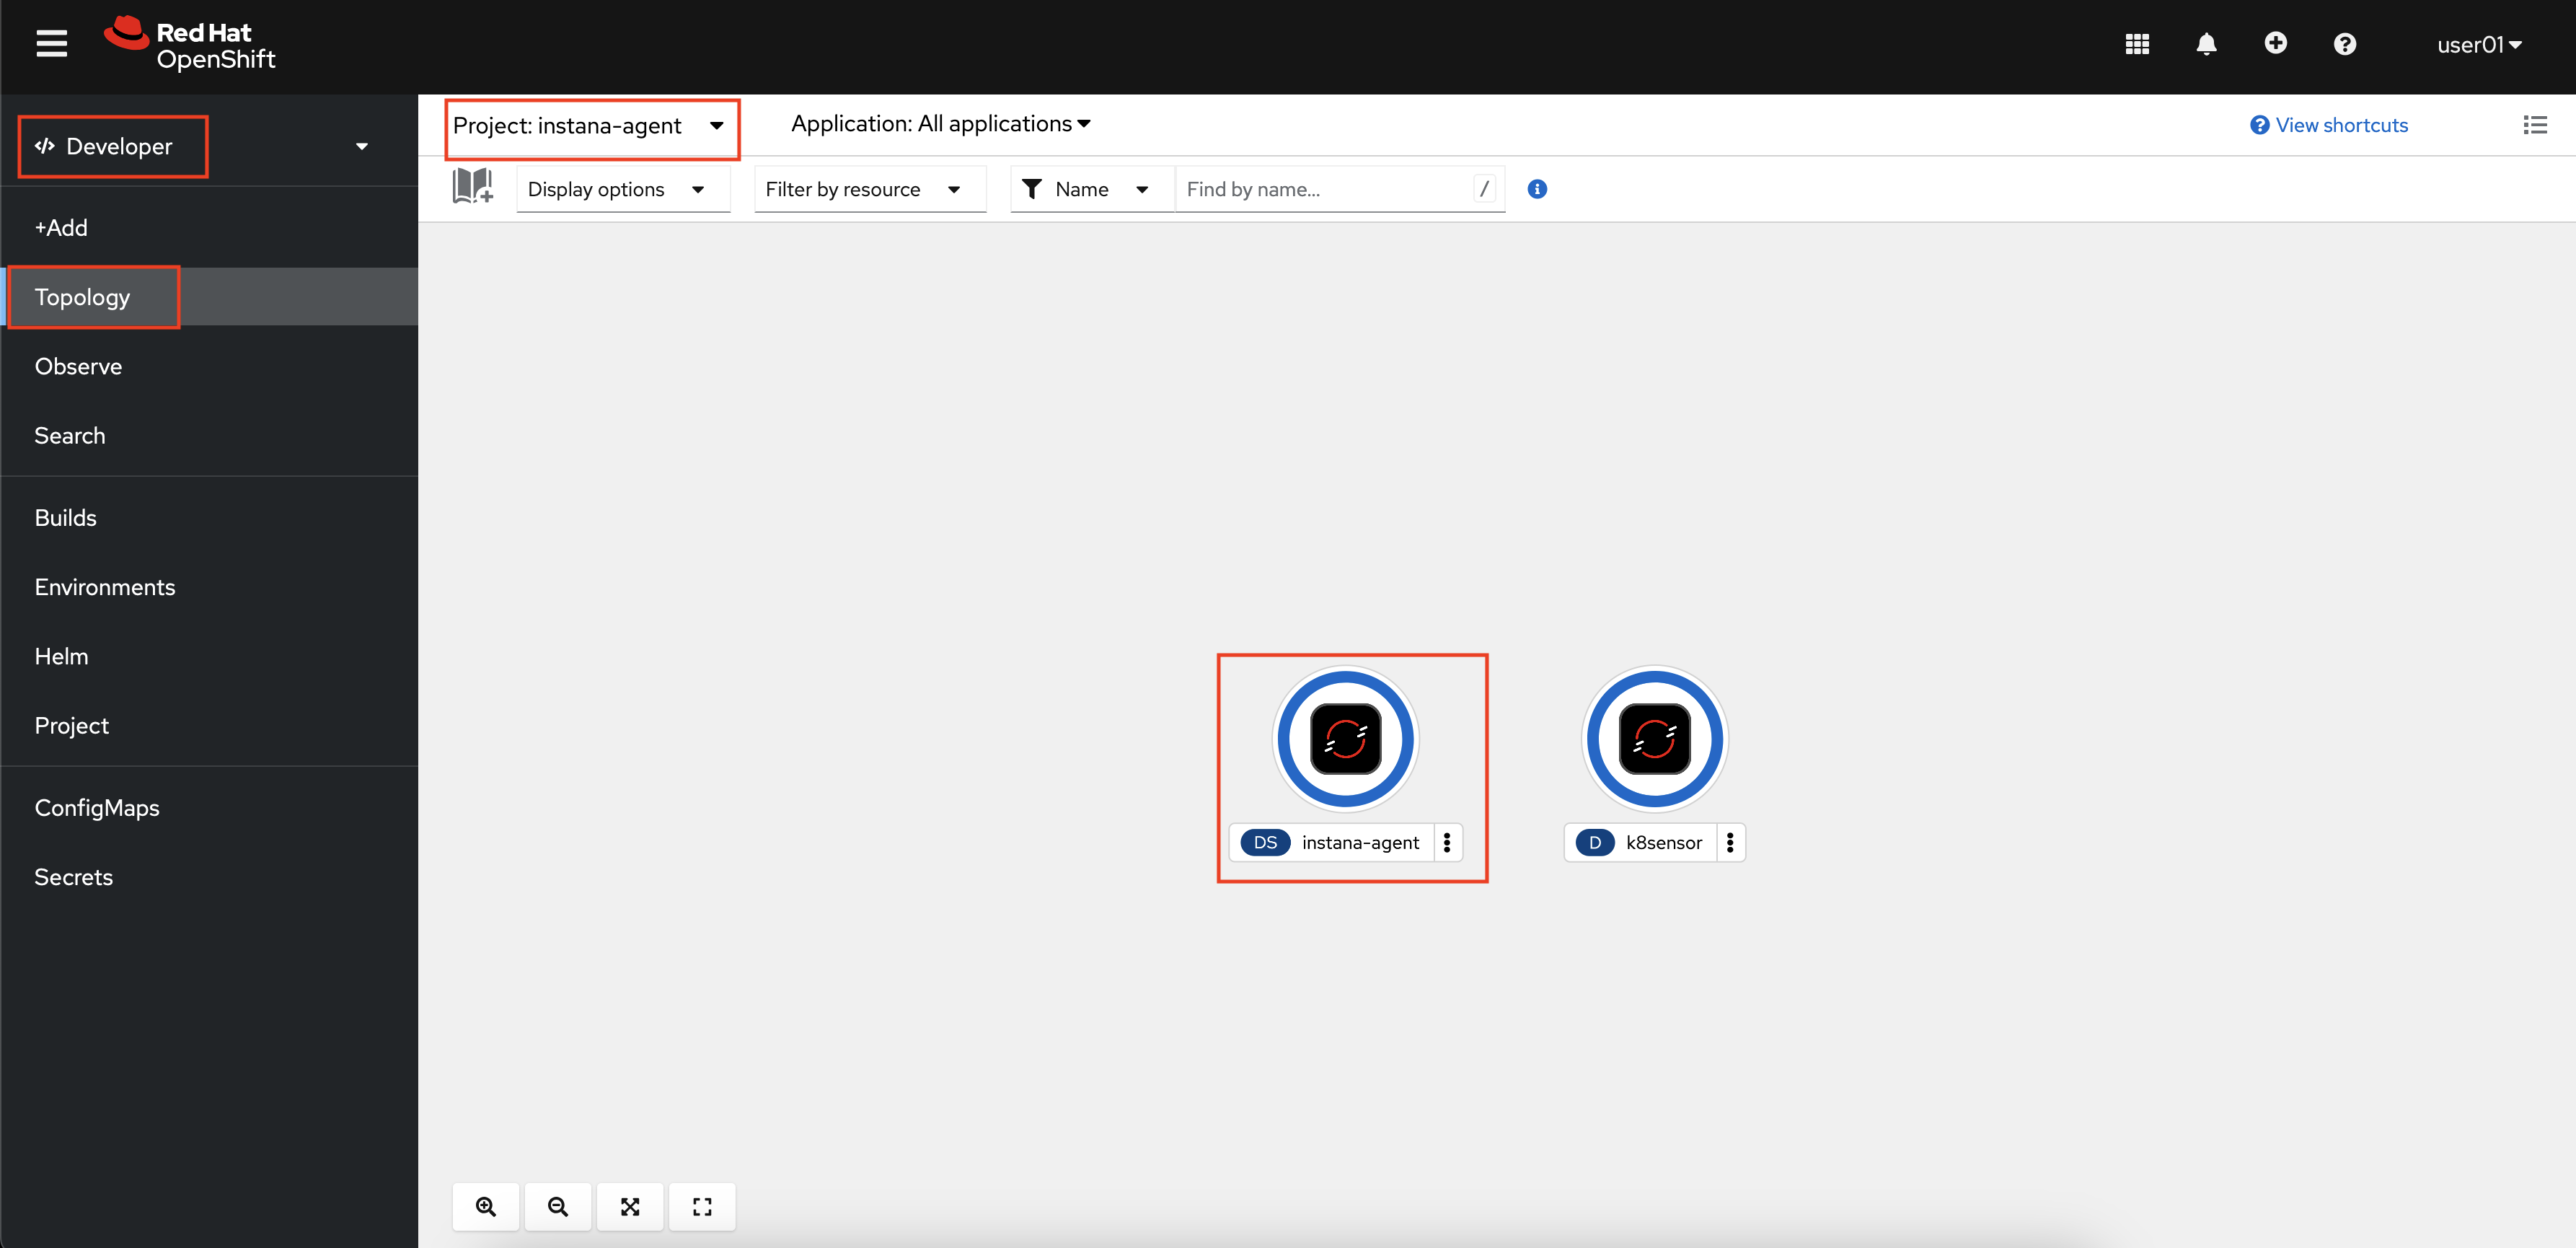 Red Hat
OpenShift
user01
Developer
Project: instana-agent
Application: All applications
View shortcuts
Display options
Filter by resource
Name
Find by name...
/
+Add
Topology
Observe
Search
Builds
Environments
Helm
Project
ConfigMaps
Secrets
DS instana-agent
D k8sensor